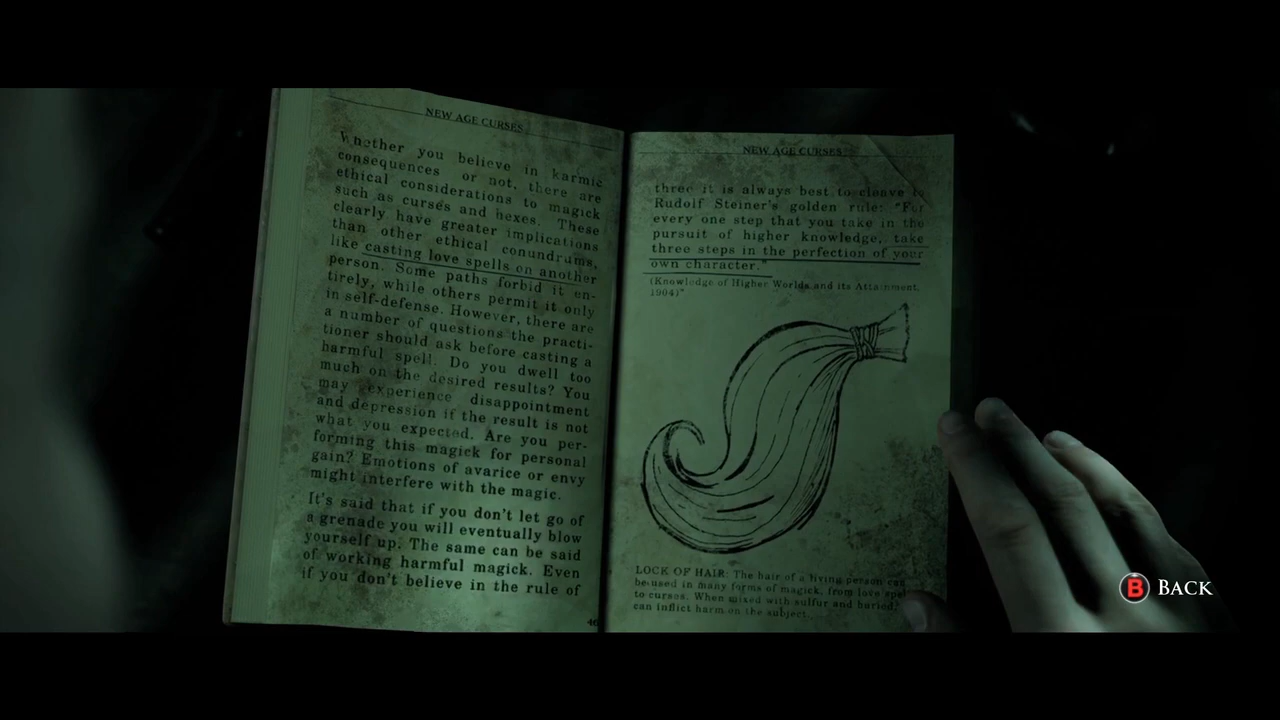 NEW AGE CURSES
Whether you believe in karmic
consequences or not, there are
ethical considerations to magick
such as curses and hexes. These
clearly have greater implications
than other ethical conundrums,
like casting love spells on another
person. Some paths forbid it en-
tirely, while others permit it only
in self-defense. However, there are
a number of questions the practi-
tioner should ask before casting a
harmful spell. Do you dwell too
much on the desired results? You
may experience disappointment
and depression if the result is not
what you expected. Are you per-
forming this magick for personal
gain? Emotions of avarice or envy
might interfere with the magic.
It's said that if you don't let go of
a grenade you will eventually blow
yourself up. The same can be said
of working harmful magick. Even
if you don't believe in the rule of
46
NEW AGE CURSES
three it is always best to cleave to
Rudolf Steiner's golden rule: "For
every one step that you take in the
pursuit of higher knowledge, take
three steps in the perfection of your
own character."
(Knowledge of Higher Worlds and its Attainment,
1904)"
LOCK OF HAIR: The hair of a living person can
be used in many forms of magick, from love spel
to curses. When mixed with sulfur and buried,
can inflict harm on the subject.
B BACK